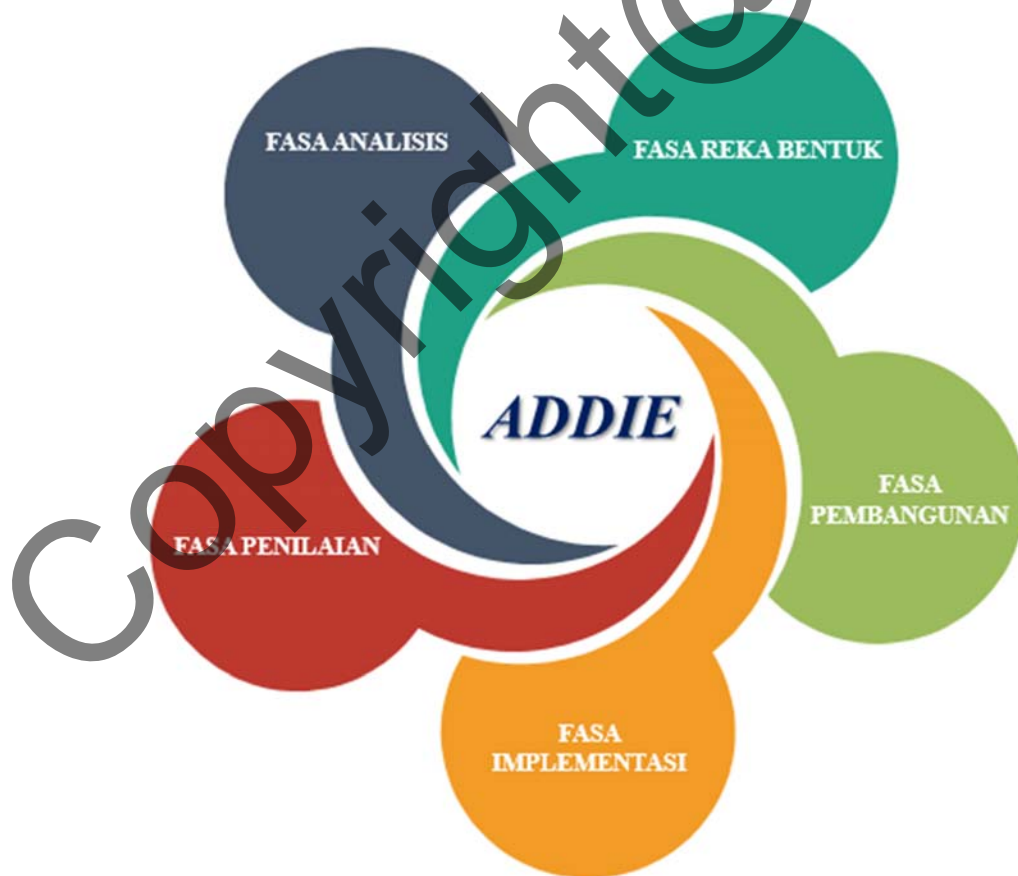 Copyright@
FASA ANALISIS
FASA REKA BENTUK
ADDIE
FASA
PEMBANGUNAN
FASA PENILAIAN
FASA
IMPLEMENTASI